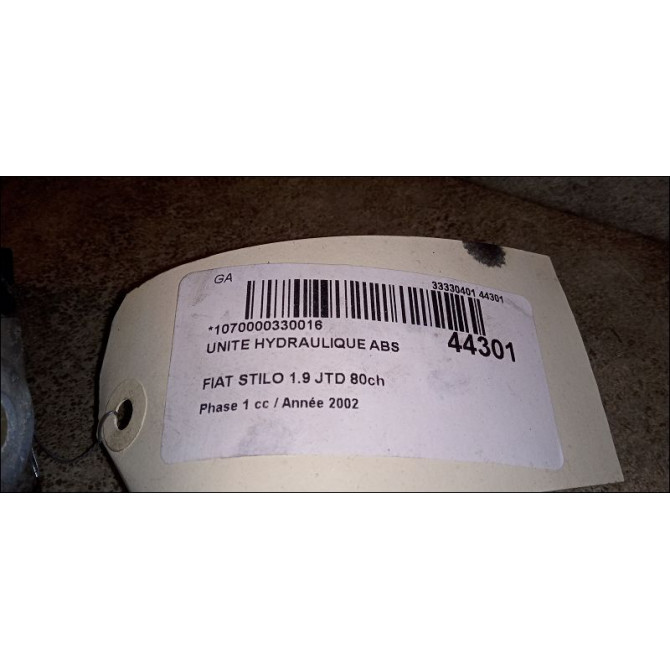 GA
33330401 44301
*1070000330016
44301
UNITE HYDRAULIQUE ABS
FIAT STILO 1.9 JTD 80ch
Phase 1 cc / Année 2002